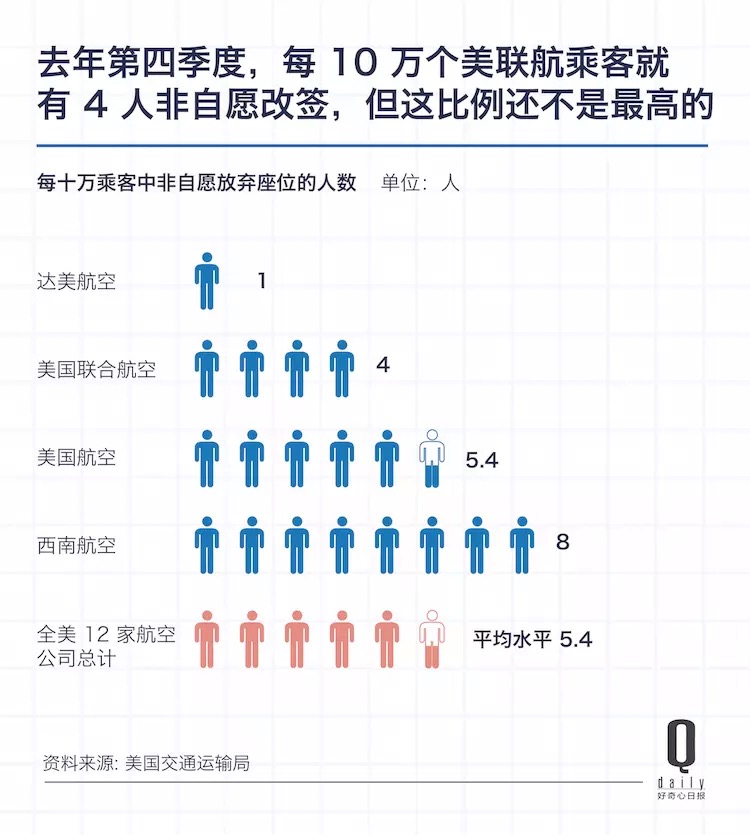 去年第四季度，每 10 万个美联航乘客就
有 4 人非自愿改签，但这比例还不是最高的
每十万乘客中非自愿放弃座位的人数 单位：人
达美航空 1
美国联合航空 4
美国航空 5.4
西南航空 8
全美 12 家航空
公司总计
平均水平 5.4
资料来源: 美国交通运输局
Q
daily
好奇心日报